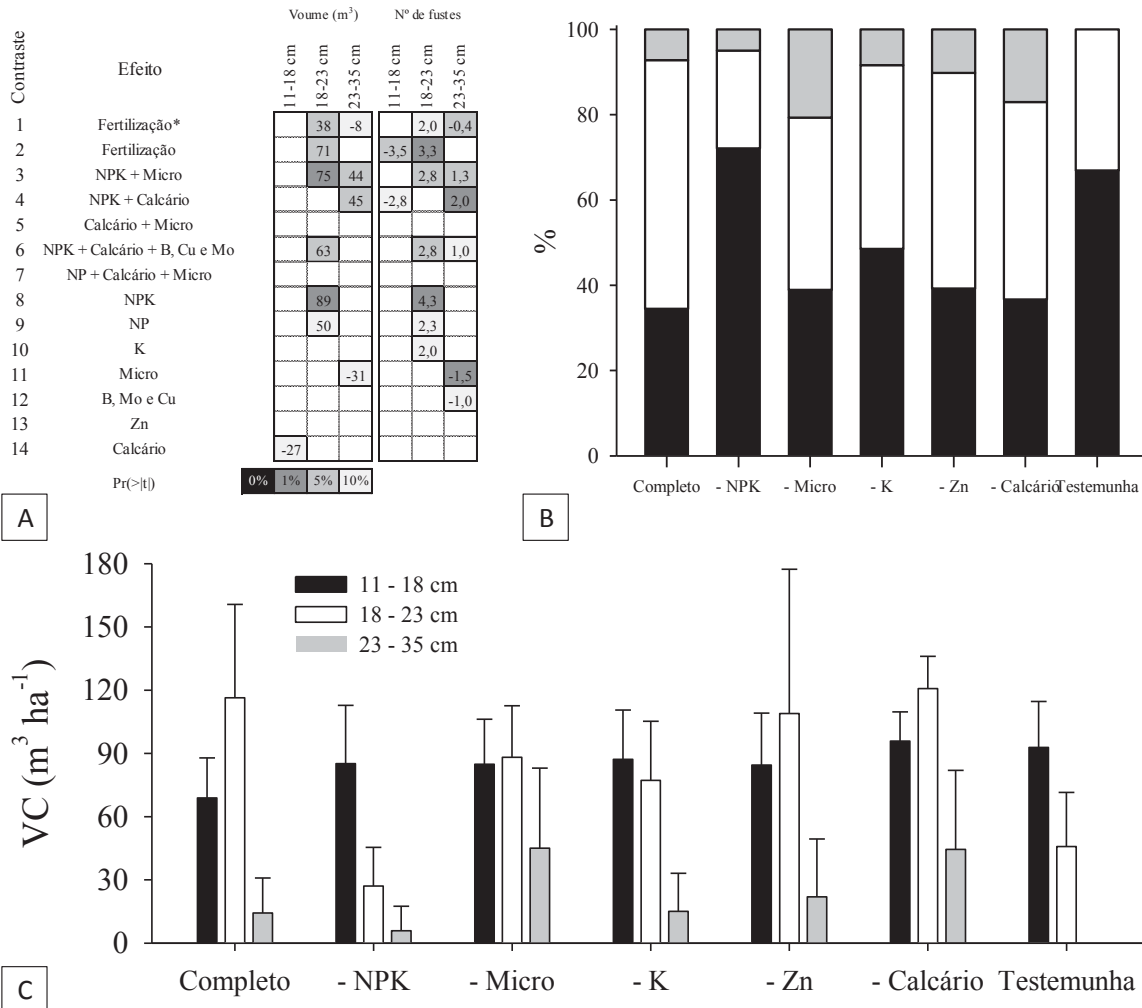 Voume (m³) Nº de fustes
Contraste Efeito 11-18 cm 18-23 cm 23-35 cm 11-18 cm 18-23 cm 23-35 cm
1 Fertilização* 38 -8 2,0 -0,4
2 Fertilização 71 -3,5 3,3
3 NPK + Micro 75 44 2,8 1,3
4 NPK + Calcário 45 -2,8 2,0
5 Calcário + Micro
6 NPK + Calcário + B, Cu e Mo 63 2,8 1,0
7 NP + Calcário + Micro
8 NPK 89 4,3
9 NP 50 2,3
10 K 2,0
11 Micro -31 -1,5
12 B, Mo e Cu -1,0
13 Zn
14 Calcário -27
Pr(>|t|) 0% 1% 5% 10%
A
%
100
80
60
40
20
0
Completo - NPK - Micro - K - Zn - Calcário Testemunha
B
VC (m³ ha⁻¹)
180
150
120
90
60
30
0
11 - 18 cm
18 - 23 cm
23 - 35 cm
Completo - NPK - Micro - K - Zn - Calcário Testemunha
C